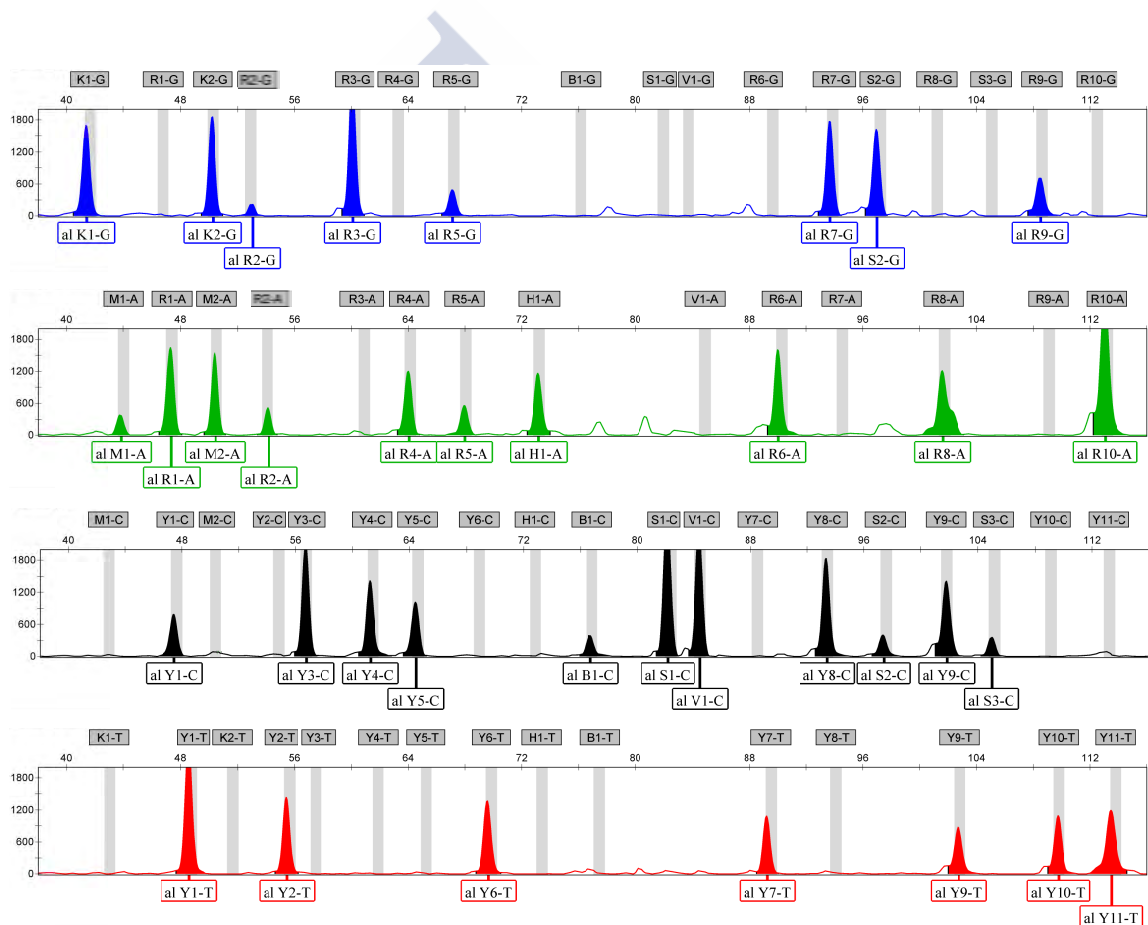 K1-G R1-G K2-G R2-G R3-G R4-G R5-G B1-G S1-G V1-G R6-G R7-G S2-G R8-G S3-G R9-G R10-G
40 48 56 64 72 80 88 96 104 112
1800
1200
600
0
al K1-G al K2-G al R3-G al R5-G al R7-G al R9-G
al R2-G al S2-G
M1-A R1-A M2-A R2-A R3-A R4-A R5-A H1-A V1-A R6-A R7-A R8-A R9-A R10-A
40 48 56 64 72 80 88 96 104 112
1800
1200
600
0
al M1-A al M2-A al R4-A al R5-A al H1-A al R6-A al R8-A al R10-A
al R1-A al R2-A
M1-C Y1-C M2-C Y2-C Y3-C Y4-C Y5-C Y6-C H1-C B1-C S1-C V1-C Y7-C Y8-C S2-C Y9-C S3-C Y10-C Y11-C
40 48 56 64 72 80 88 96 104 112
1800
1200
600
0
al Y1-C al Y3-C al Y4-C al B1-C al S1-C al Y8-C al S2-C al Y9-C
al Y5-C al V1-C al S3-C
K1-T Y1-T K2-T Y2-T Y3-T Y4-T Y5-T Y6-T H1-T B1-T Y7-T Y8-T Y9-T Y10-T Y11-T
40 48 56 64 72 80 88 96 104 112
1800
1200
600
0
al Y1-T al Y2-T al Y6-T al Y7-T al Y9-T al Y10-T
al Y11-T